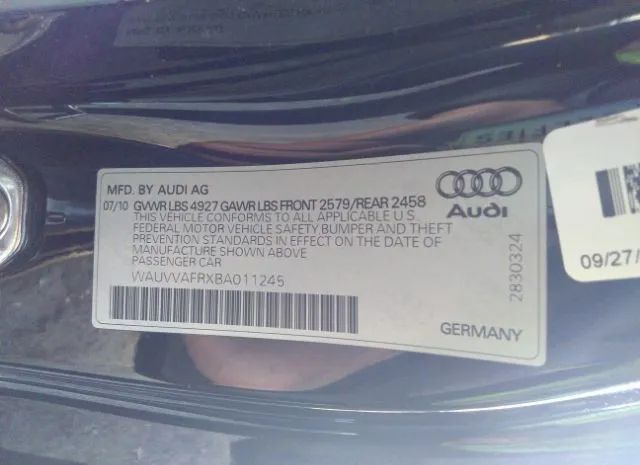 MFD. BY AUDI AG
07/10 GVWR LBS 4927 GAWR LBS FRONT 2579/REAR 2458
THIS VEHICLE CONFORMS TO ALL APPLICABLE U.S.
FEDERAL MOTOR VEHICLE SAFETY, BUMPER AND THEFT
PREVENTION STANDARDS IN EFFECT ON THE DATE OF
MANUFACTURE SHOWN ABOVE
PASSENGER CAR
WAUVVAFRXBA011245
Audi
2830324
GERMANY
09/27/